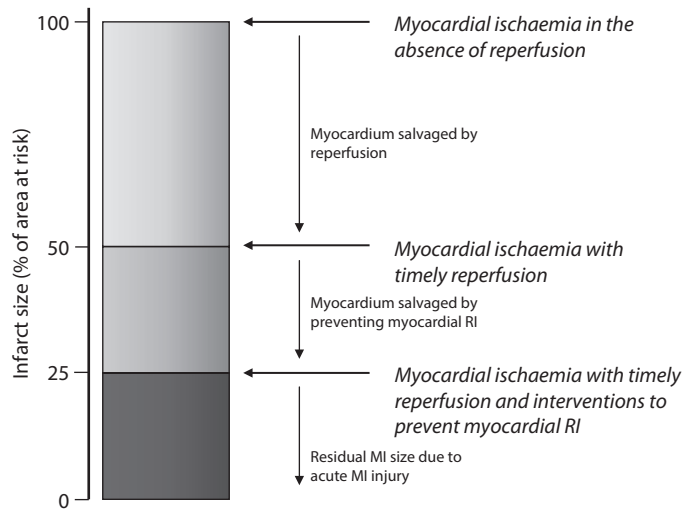 100
Myocardial ischaemia in the
absence of reperfusion
Myocardium salvaged by
reperfusion
Infarct size (% of area at risk)
50
Myocardial ischaemia with
timely reperfusion
Myocardium salvaged by
preventing myocardial RI
25
Myocardial ischaemia with timely
reperfusion and interventions to
prevent myocardial RI
Residual MI size due to
acute MI injury
0